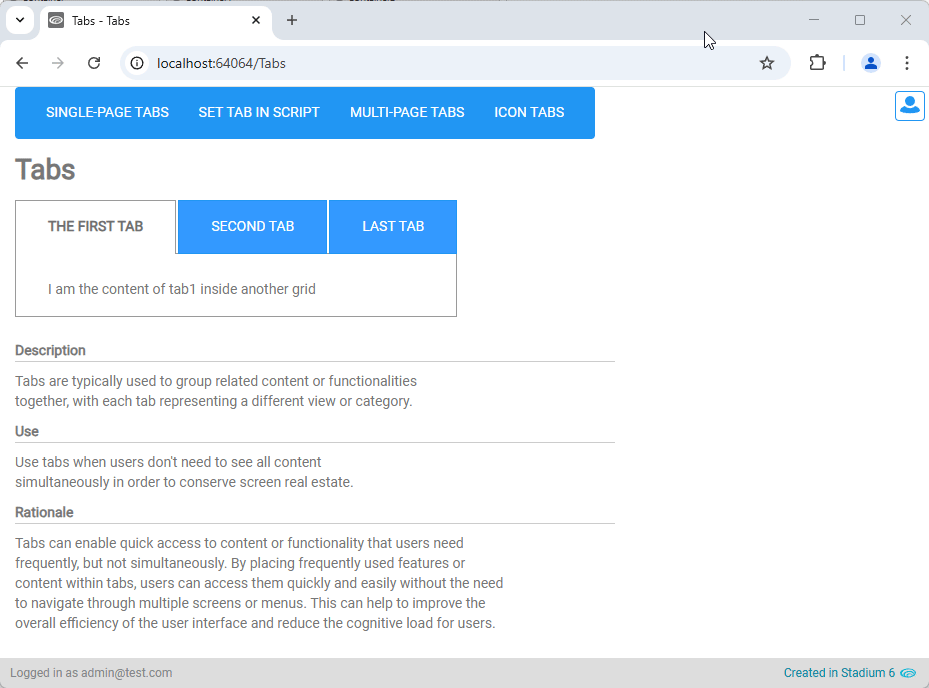 Tabs - Tabs
localhost:64064/Tabs
SINGLE-PAGE TABS SET TAB IN SCRIPT MULTI-PAGE TABS ICON TABS
Tabs
THE FIRST TAB SECOND TAB LAST TAB
I am the content of tab1 inside another grid
Description
Tabs are typically used to group related content or functionalities
together, with each tab representing a different view or category.
Use
Use tabs when users don't need to see all content
simultaneously in order to conserve screen real estate.
Rationale
Tabs can enable quick access to content or functionality that users need
frequently, but not simultaneously. By placing frequently used features or
content within tabs, users can access them quickly and easily without the need
to navigate through multiple screens or menus. This can help to improve the
overall efficiency of the user interface and reduce the cognitive load for users.
Logged in as admin@test.com Created in Stadium 6